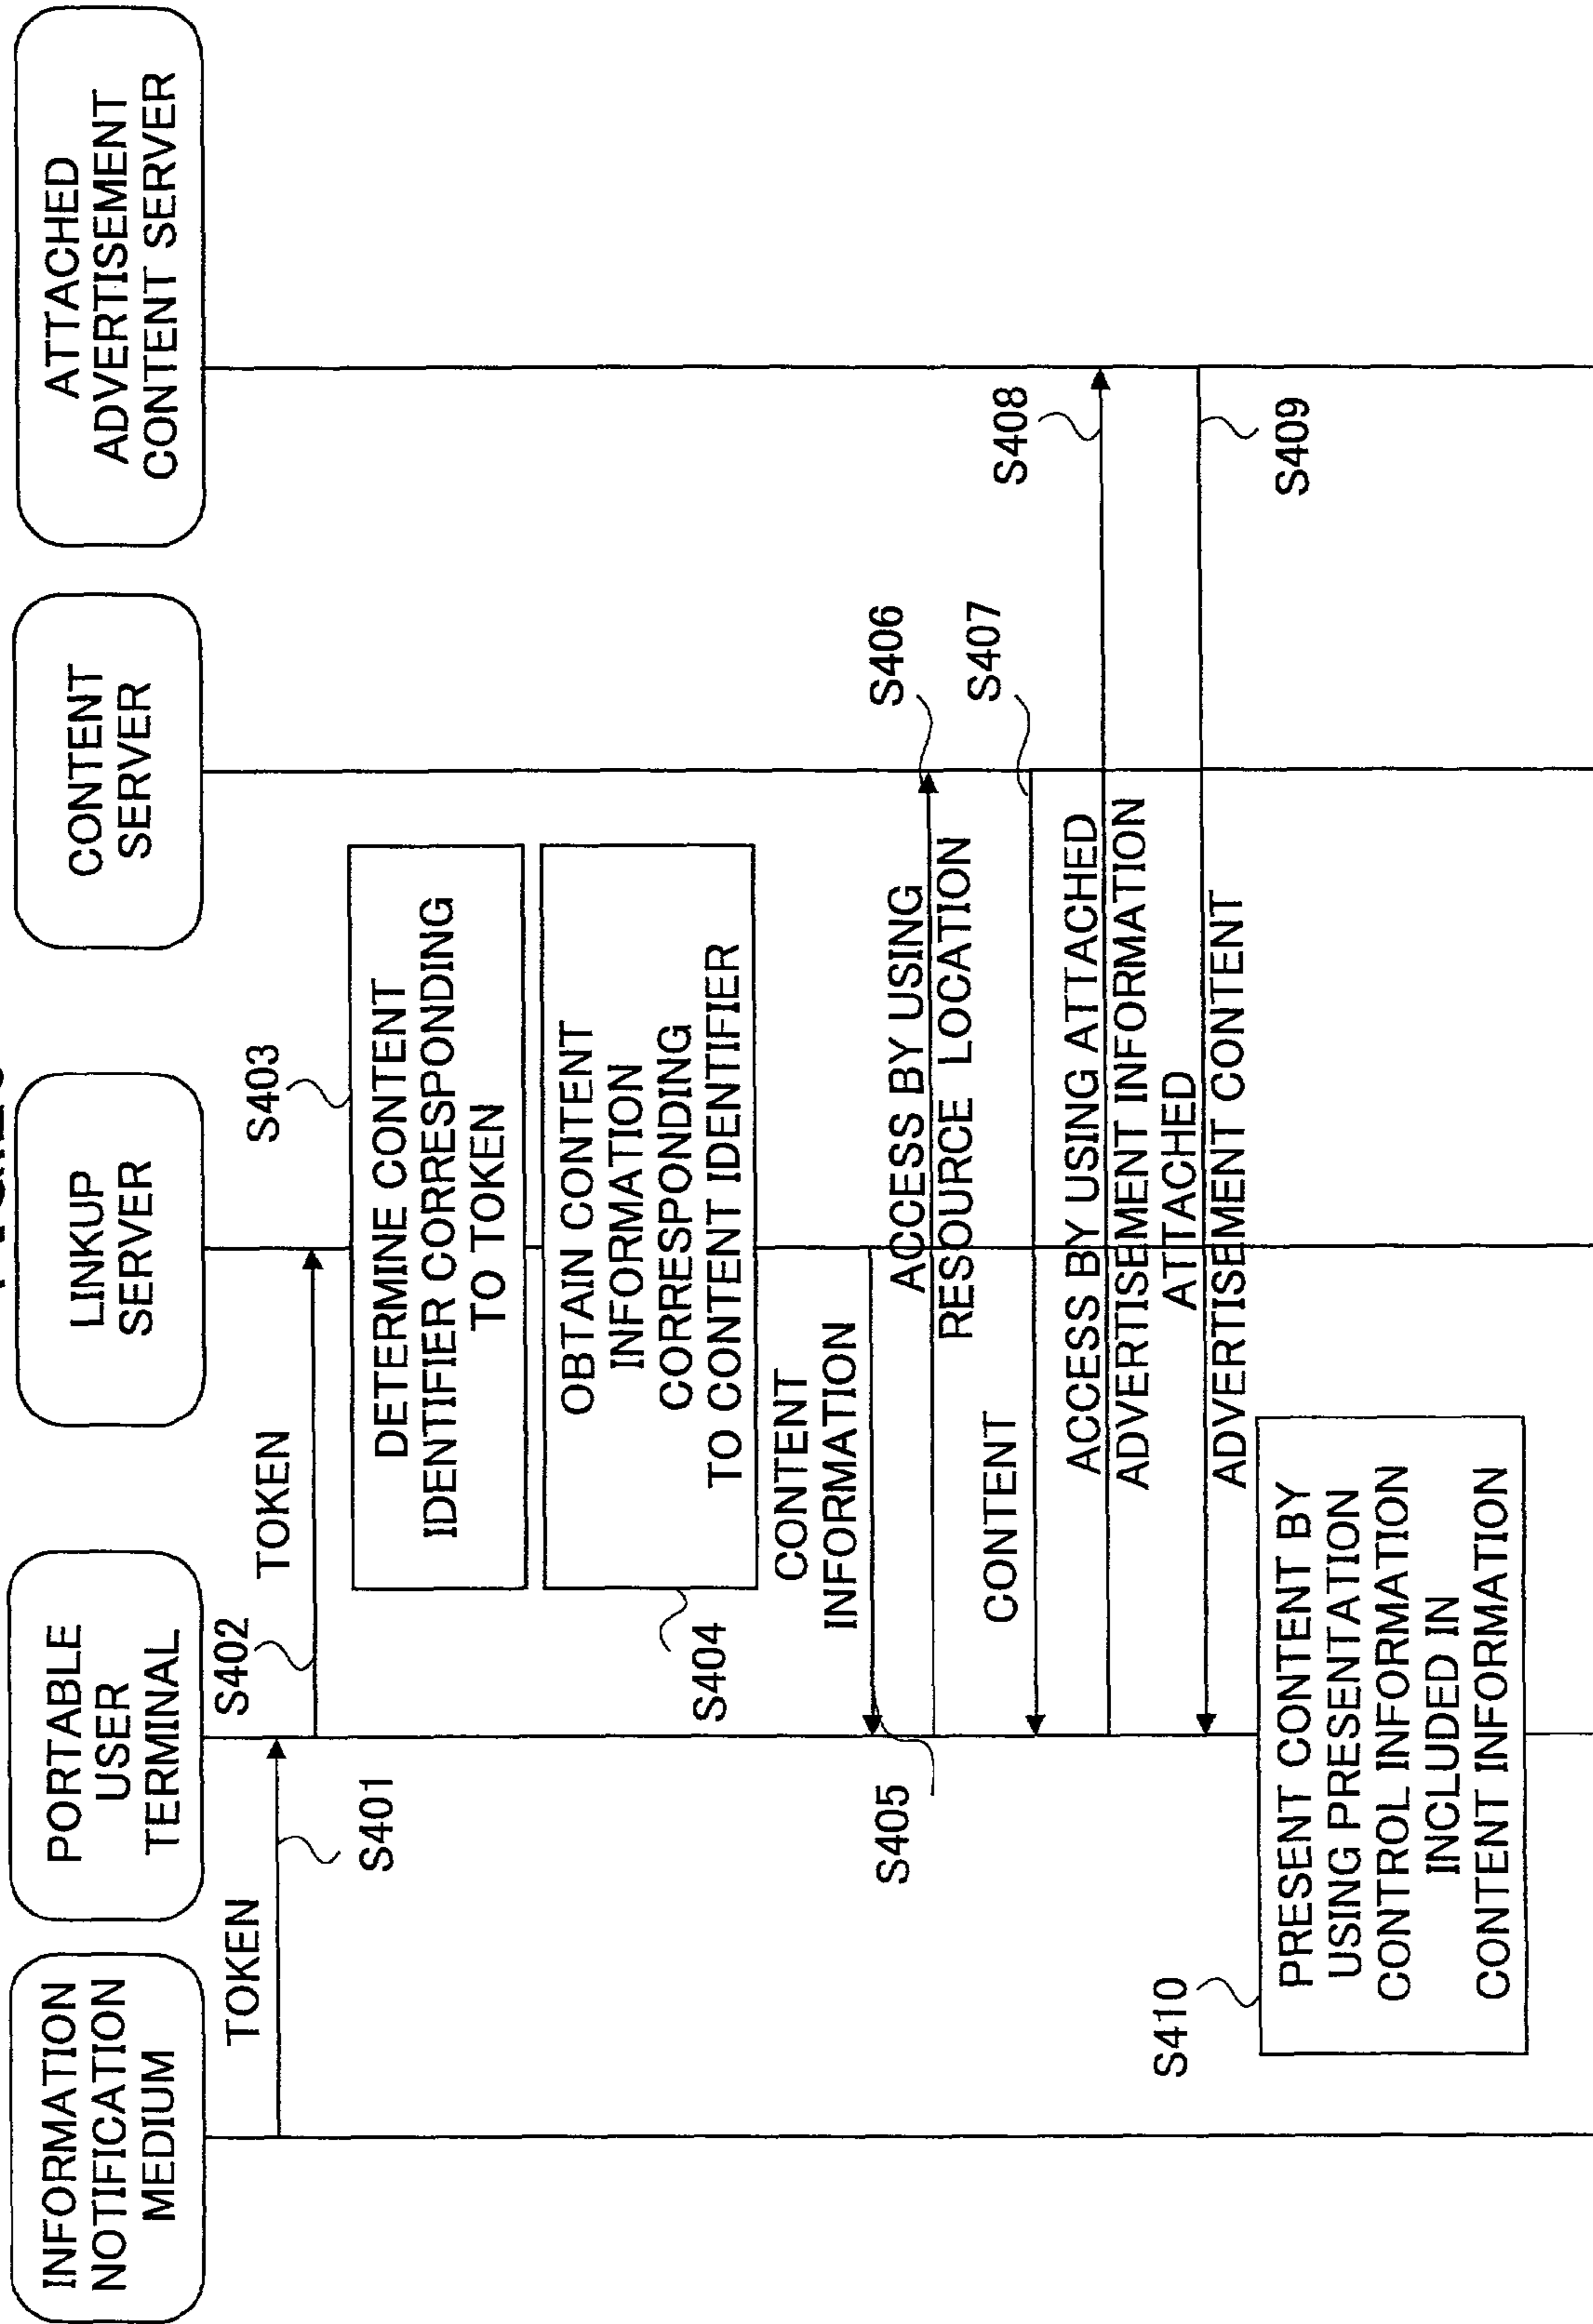 INFORMATION
NOTIFICATION
MEDIUM
PORTABLE
USER
TERMINAL
LINKUP
SERVER
CONTENT
SERVER
ATTACHED
ADVERTISEMENT
CONTENT SERVER
TOKEN
S401
S402
TOKEN
S403
DETERMINE CONTENT
IDENTIFIER CORRESPONDING
TO TOKEN
OBTAIN CONTENT
INFORMATION
CORRESPONDING
TO CONTENT IDENTIFIER
S404
CONTENT
INFORMATION
S405
ACCESS BY USING
RESOURCE LOCATION
S406
CONTENT
S407
ACCESS BY USING ATTACHED
ADVERTISEMENT INFORMATION
S408
ATTACHED
ADVERTISEMENT CONTENT
S409
S410
PRESENT CONTENT BY
USING PRESENTATION
CONTROL INFORMATION
INCLUDED IN
CONTENT INFORMATION